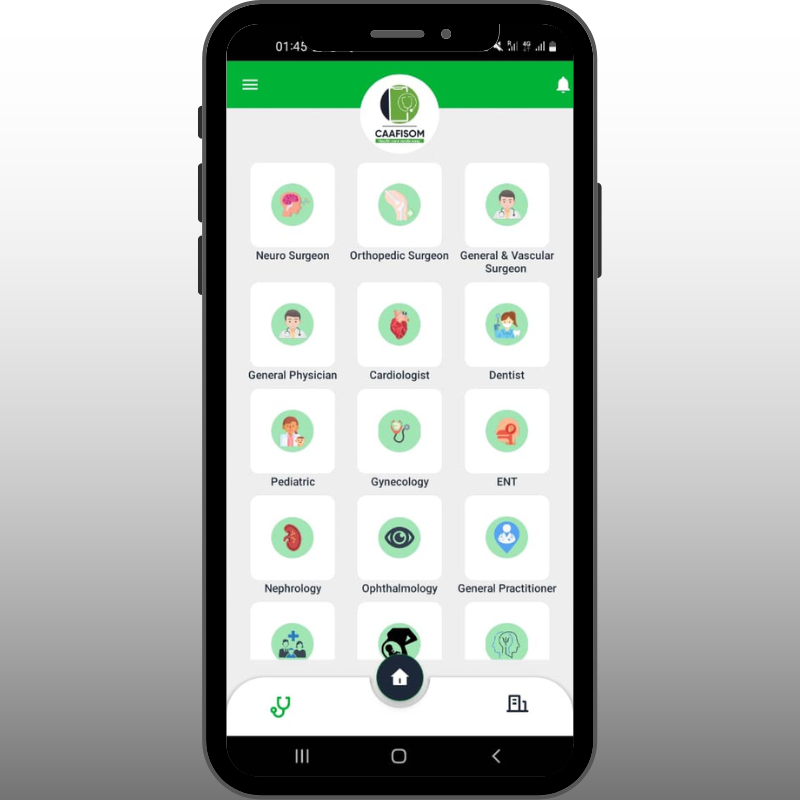 01:45
4G
CAAFISOM
Neuro Surgeon
Orthopedic Surgeon
General & Vascular
Surgeon
General Physician
Cardiologist
Dentist
Pediatric
Gynecology
ENT
Nephrology
Ophthalmology
General Practitioner